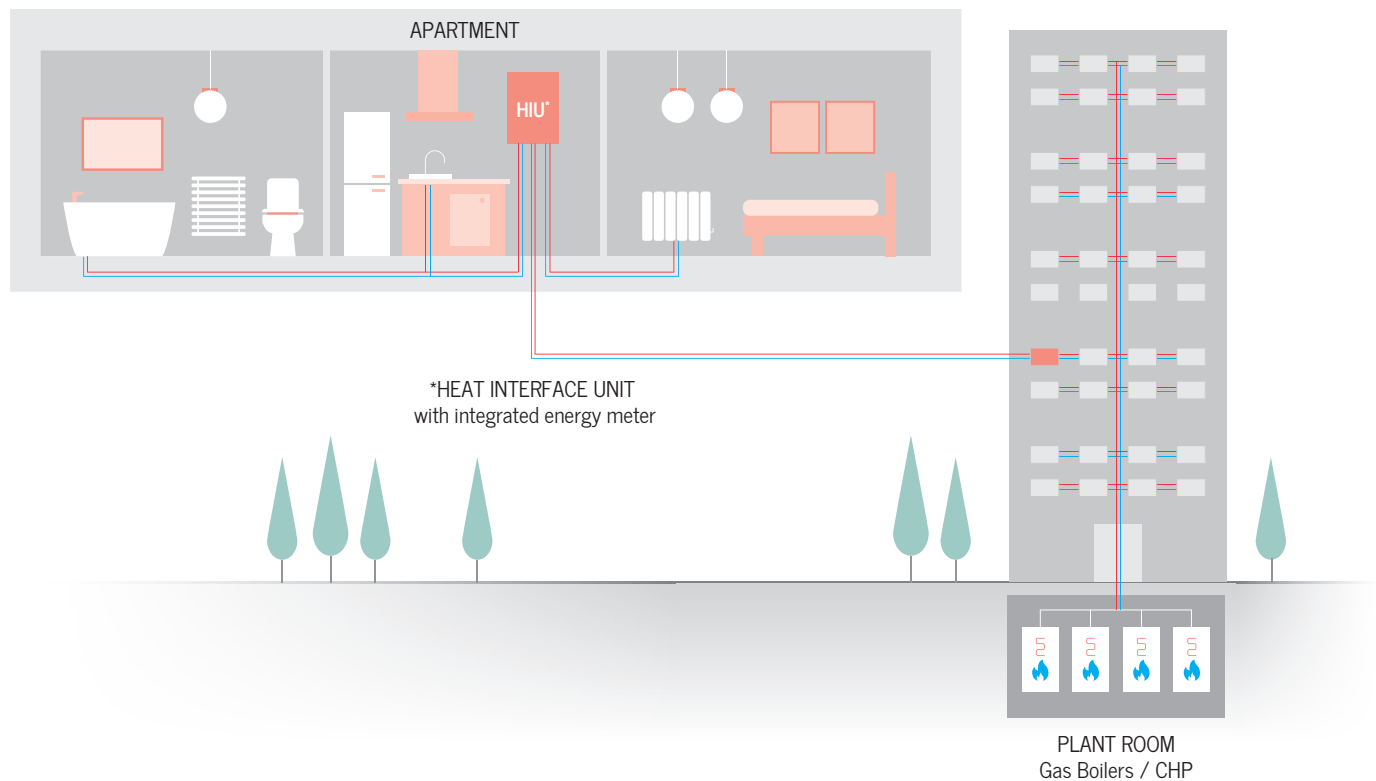 APARTMENT
HIU*
*HEAT INTERFACE UNIT
with integrated energy meter
PLANT ROOM
Gas Boilers / CHP